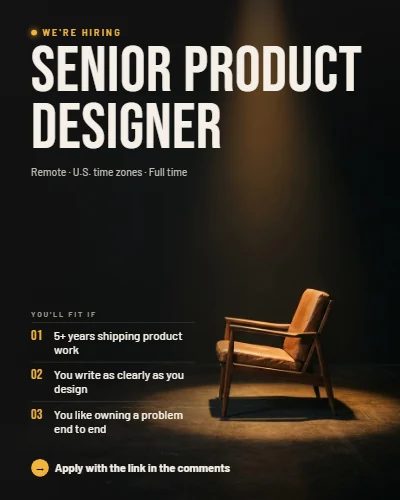 WE'RE HIRING
SENIOR PRODUCT
DESIGNER
Remote · U.S. time zones · Full time
YOU'LL FIT IF
01 5+ years shipping product
work
02 You write as clearly as you
design
03 You like owning a problem
end to end
→ Apply with the link in the comments